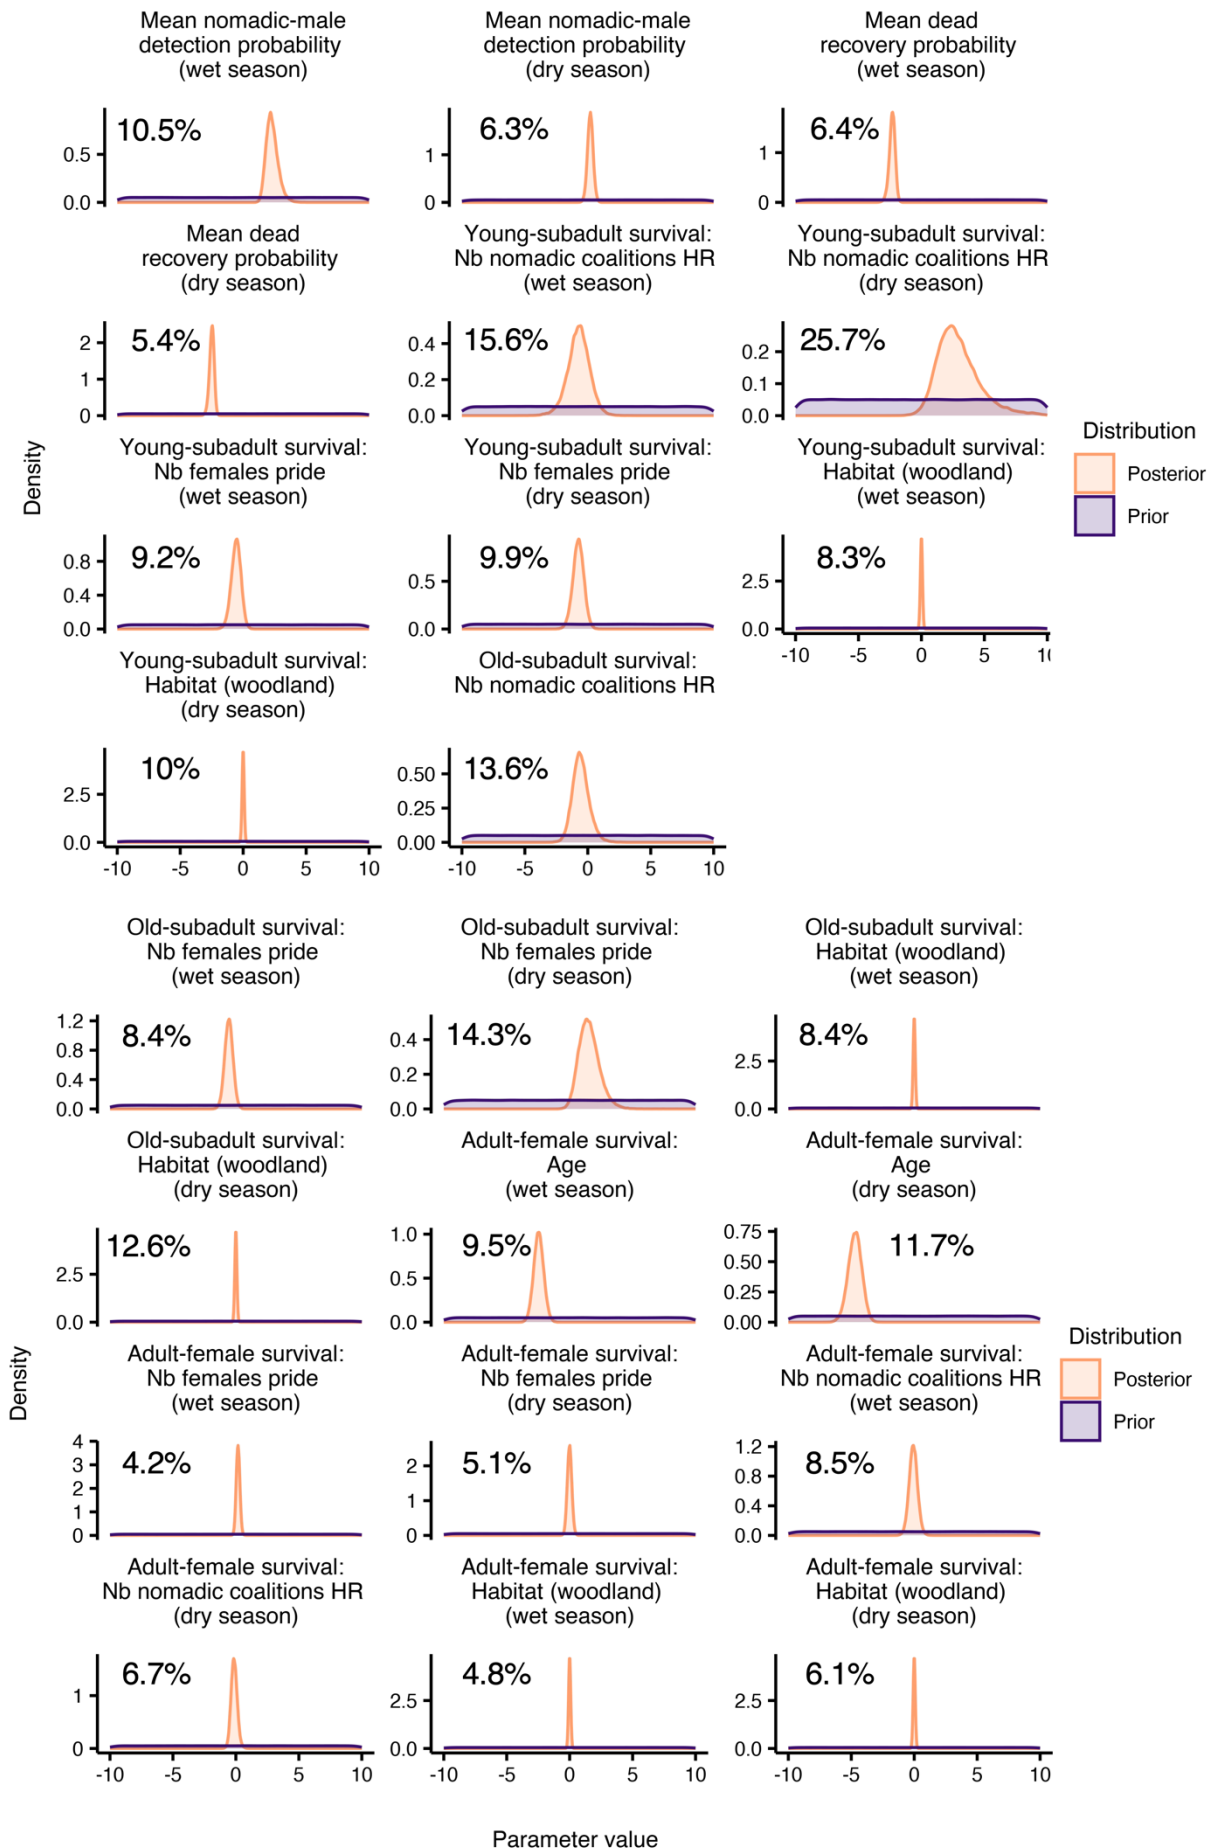 Mean nomadic-male
detection probability
(wet season)
Mean nomadic-male
detection probability
(dry season)
Mean dead
recovery probability
(wet season)
10.5%
0.5
0.0
6.3%
1
0
6.4%
1
0
Mean dead
recovery probability
(dry season)
Young-subadult survival:
Nb nomadic coalitions HR
(wet season)
Young-subadult survival:
Nb nomadic coalitions HR
(dry season)
5.4%
2
1
0
15.6%
0.4
0.2
0.0
25.7%
0.2
0.1
0.0
Young-subadult survival:
Nb females pride
(wet season)
Young-subadult survival:
Nb females pride
(dry season)
Young-subadult survival:
Habitat (woodland)
(wet season)
Density
Distribution
Posterior
Prior
9.2%
0.8
0.4
0.0
9.9%
0.5
0.0
8.3%
2.5
0.0
-10 -5 0 5 10
Young-subadult survival:
Habitat (woodland)
(dry season)
Old-subadult survival:
Nb nomadic coalitions HR
10%
2.5
0.0
-10 -5 0 5 10
13.6%
0.50
0.25
0.00
-10 -5 0 5 10
Old-subadult survival:
Nb females pride
(wet season)
Old-subadult survival:
Nb females pride
(dry season)
Old-subadult survival:
Habitat (woodland)
(wet season)
8.4%
1.2
0.8
0.4
0.0
14.3%
0.4
0.2
0.0
8.4%
2.5
0.0
Old-subadult survival:
Habitat (woodland)
(dry season)
Adult-female survival:
Age
(wet season)
Adult-female survival:
Age
(dry season)
12.6%
2.5
0.0
9.5%
1.0
0.5
0.0
11.7%
0.75
0.50
0.25
0.00
Density
Distribution
Posterior
Prior
Adult-female survival:
Nb females pride
(wet season)
Adult-female survival:
Nb females pride
(dry season)
Adult-female survival:
Nb nomadic coalitions HR
(wet season)
4.2%
4
3
2
1
0
5.1%
2
1
0
8.5%
1.2
0.8
0.4
0.0
Adult-female survival:
Nb nomadic coalitions HR
(dry season)
Adult-female survival:
Habitat (woodland)
(wet season)
Adult-female survival:
Habitat (woodland)
(dry season)
6.7%
1
0
-10 -5 0 5 10
4.8%
2.5
0.0
-10 -5 0 5 10
6.1%
2.5
0.0
-10 -5 0 5 10
Parameter value